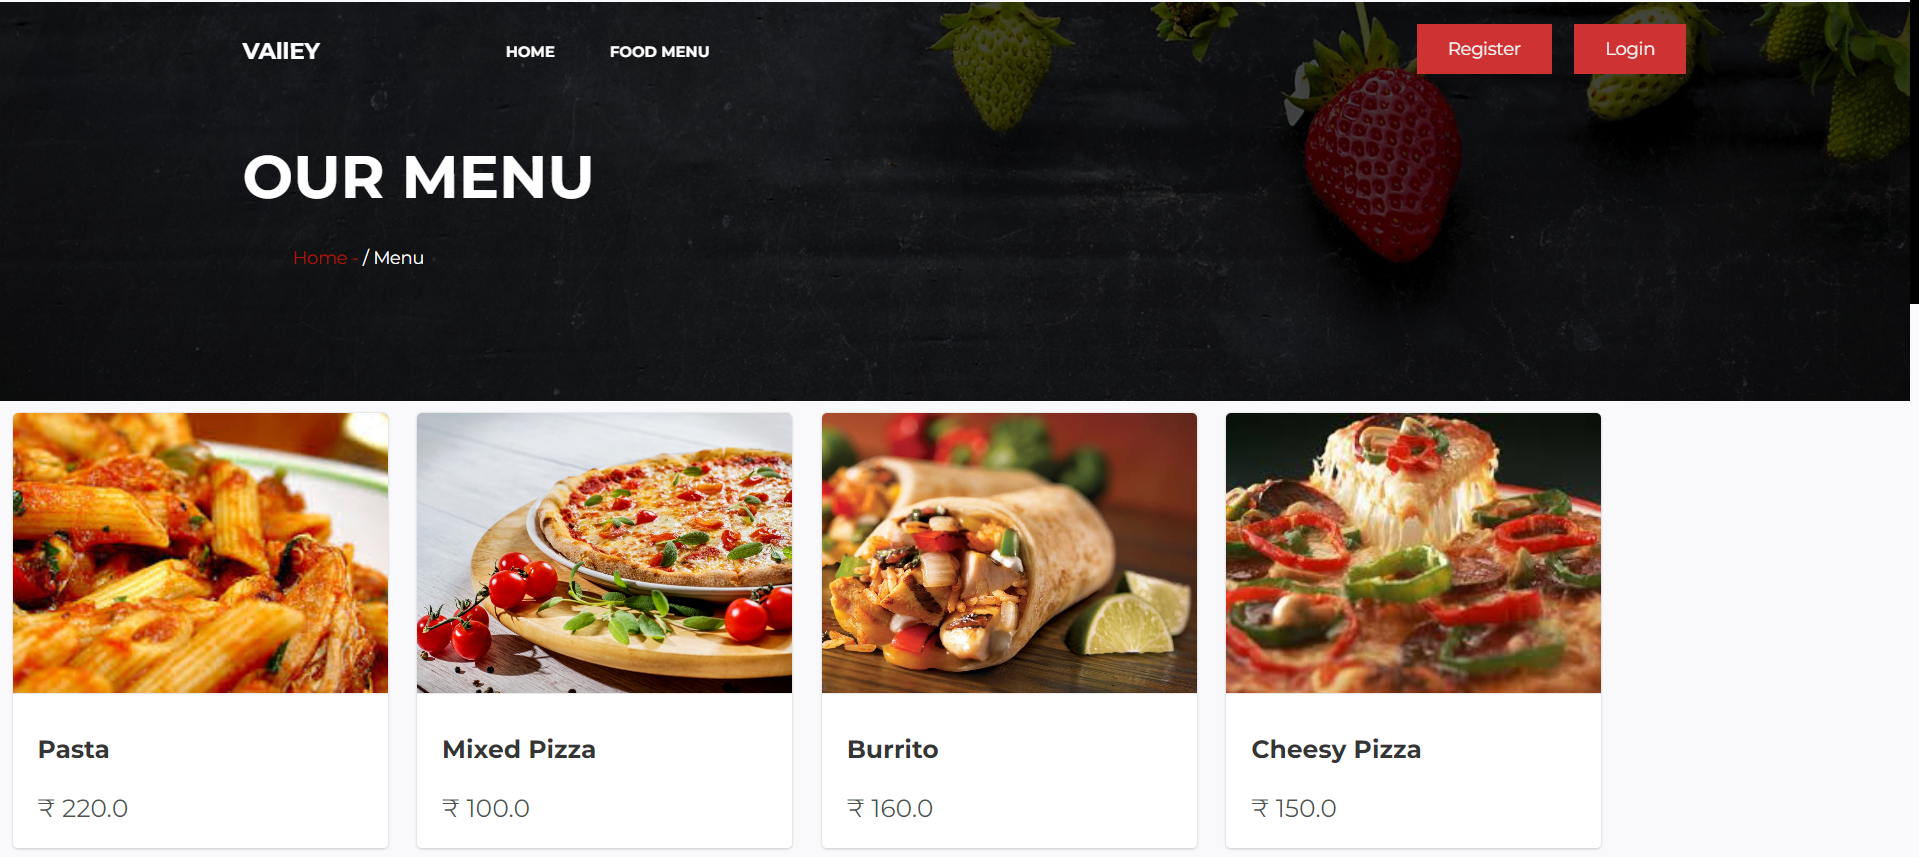 VAllEY
HOME
FOOD MENU
Register
Login
OUR MENU
Home - / Menu
Pasta
₹ 220.0
Mixed Pizza
₹ 100.0
Burrito
₹ 160.0
Cheesy Pizza
₹ 150.0